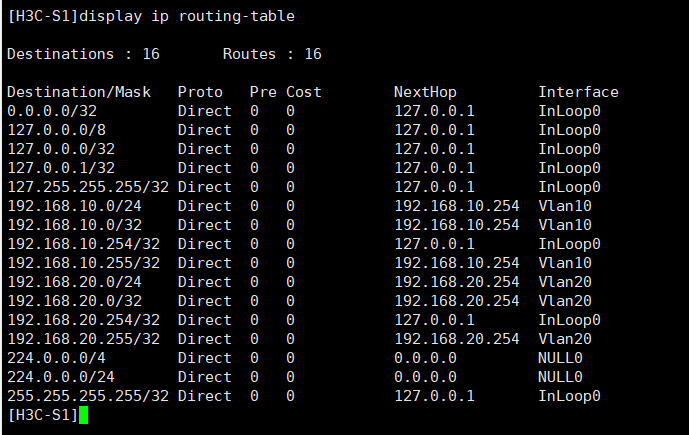 [H3C-S1]display ip routing-table

Destinations : 16       Routes : 16

Destination/Mask   Proto   Pre Cost        NextHop         Interface
0.0.0.0/32         Direct  0   0           127.0.0.1       InLoop0
127.0.0.0/8        Direct  0   0           127.0.0.1       InLoop0
127.0.0.0/32       Direct  0   0           127.0.0.1       InLoop0
127.0.0.1/32       Direct  0   0           127.0.0.1       InLoop0
127.255.255.255/32 Direct  0   0           127.0.0.1       InLoop0
192.168.10.0/24    Direct  0   0           192.168.10.254  Vlan10
192.168.10.0/32    Direct  0   0           192.168.10.254  Vlan10
192.168.10.254/32  Direct  0   0           127.0.0.1       InLoop0
192.168.10.255/32  Direct  0   0           192.168.10.254  Vlan10
192.168.20.0/24    Direct  0   0           192.168.20.254  Vlan20
192.168.20.0/32    Direct  0   0           192.168.20.254  Vlan20
192.168.20.254/32  Direct  0   0           127.0.0.1       InLoop0
192.168.20.255/32  Direct  0   0           192.168.20.254  Vlan20
224.0.0.0/4        Direct  0   0           0.0.0.0         NULL0
224.0.0.0/24       Direct  0   0           0.0.0.0         NULL0
255.255.255.255/32 Direct  0   0           127.0.0.1       InLoop0
[H3C-S1]